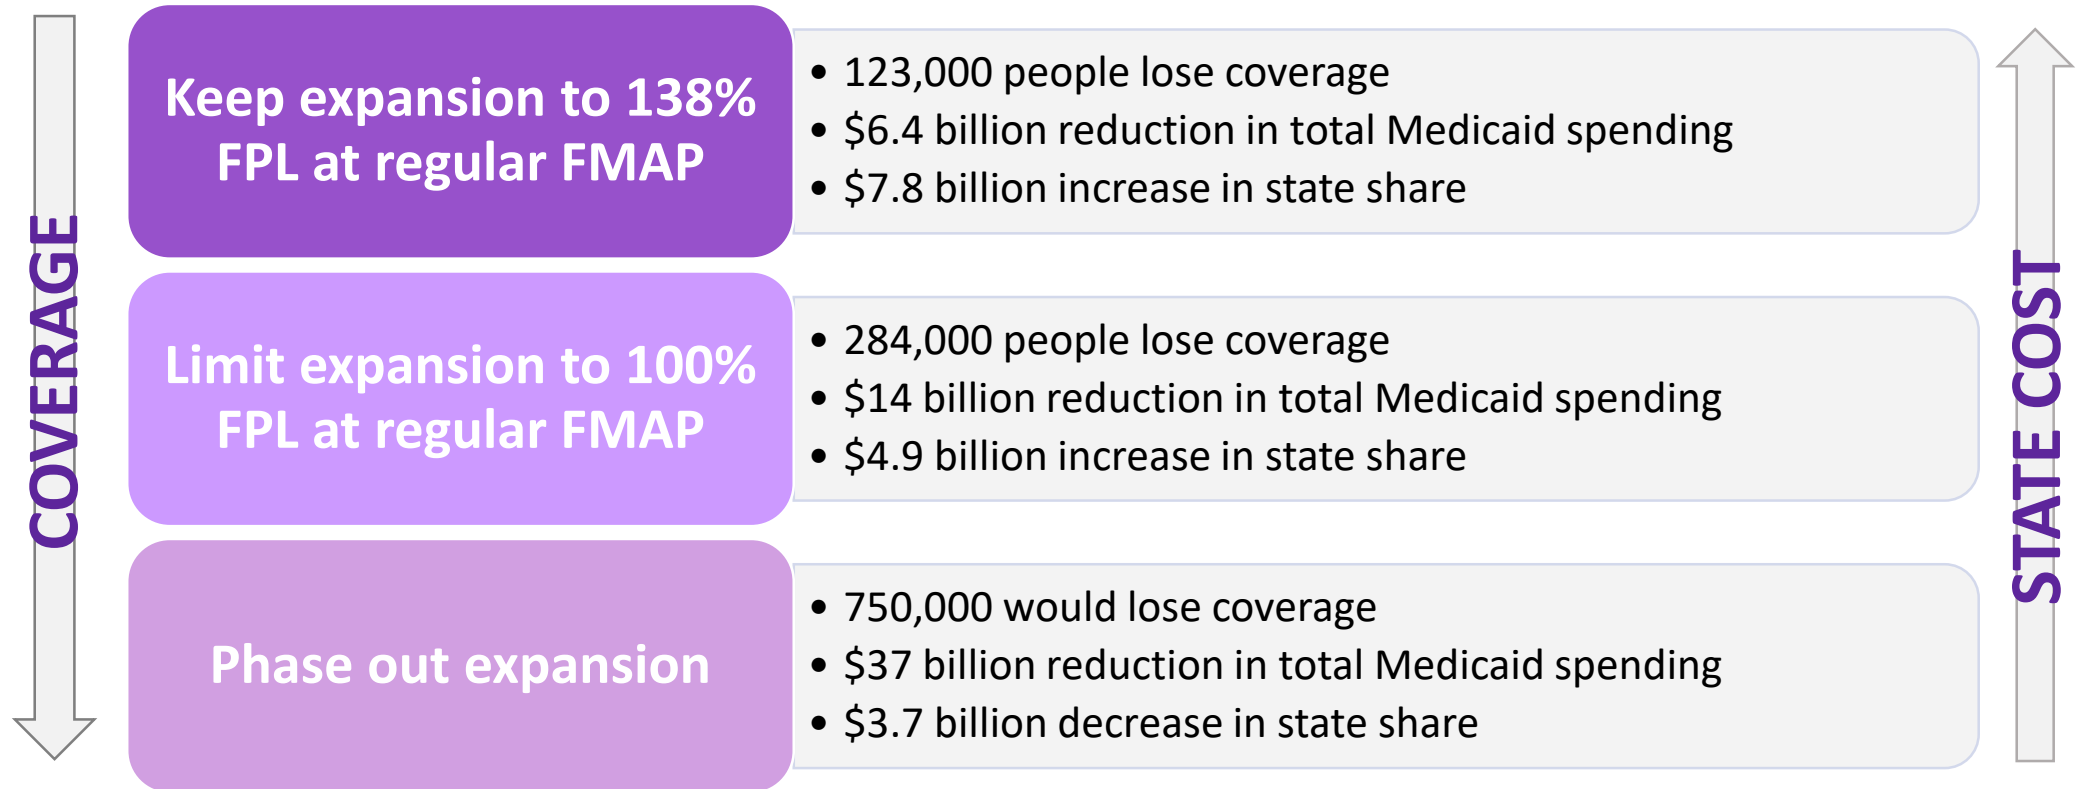 COVERAGE
Keep expansion to 138%
FPL at regular FMAP
• 123,000 people lose coverage
• $6.4 billion reduction in total Medicaid spending
• $7.8 billion increase in state share
Limit expansion to 100%
FPL at regular FMAP
• 284,000 people lose coverage
• $14 billion reduction in total Medicaid spending
• $4.9 billion increase in state share
Phase out expansion
• 750,000 would lose coverage
• $37 billion reduction in total Medicaid spending
• $3.7 billion decrease in state share
STATE COST